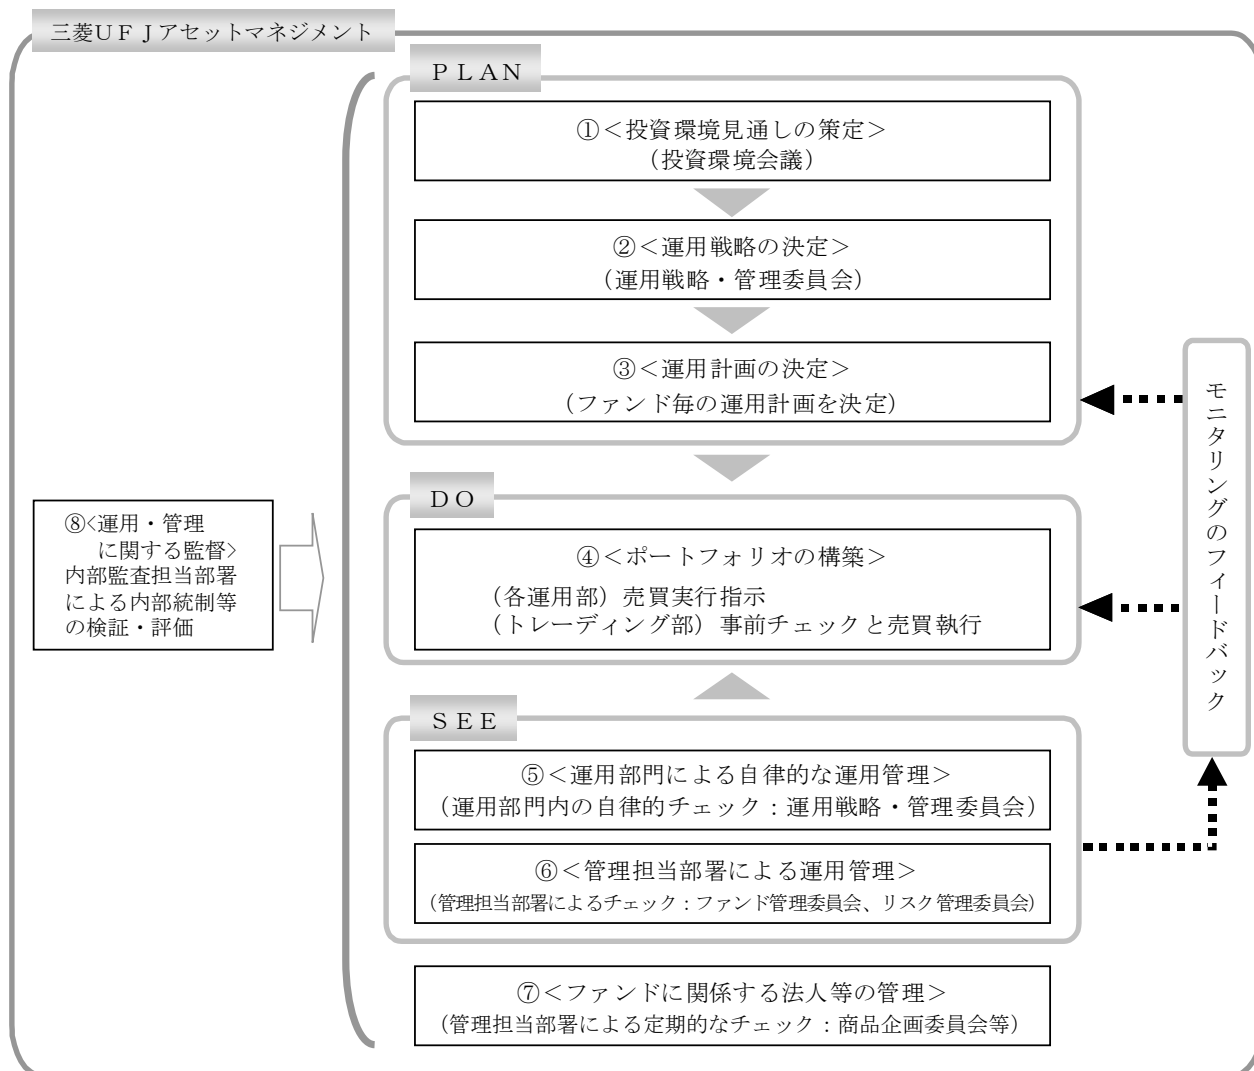 三菱ＵＦＪアセットマネジメント
ＰＬＡＮ
①＜投資環境見通しの策定＞
（投資環境会議）
②＜運用戦略の決定＞
（運用戦略・管理委員会）
③＜運用計画の決定＞
（ファンド毎の運用計画を決定）
ＤＯ
④＜ポートフォリオの構築＞
（各運用部）売買実行指示
（トレーディング部）事前チェックと売買執行
ＳＥＥ
⑤＜運用部門による自律的な運用管理＞
（運用部門内の自律的チェック：運用戦略・管理委員会）
⑥＜管理担当部署による運用管理＞
（管理担当部署によるチェック：ファンド管理委員会、リスク管理委員会）
⑦＜ファンドに関係する法人等の管理＞
（管理担当部署による定期的なチェック：商品企画委員会等）
⑧<運用・管理
に関する監督>
内部監査担当部署
による内部統制等
の検証・評価
モニタリングのフィードバック